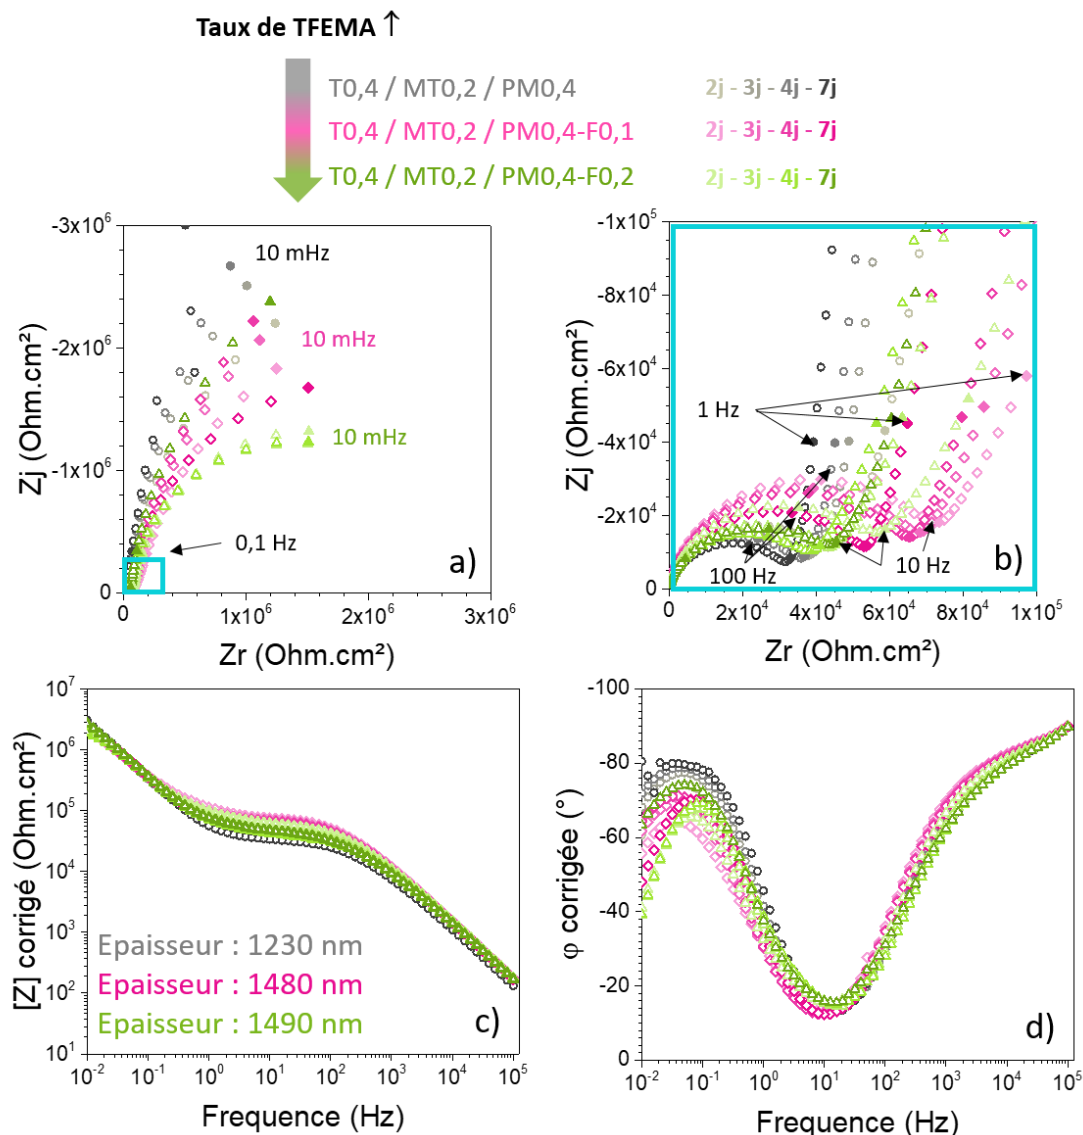 Taux de TFEMA ↑
T0,4 / MT0,2 / PM0,4 2j - 3j - 4j - 7j
T0,4 / MT0,2 / PM0,4-F0,1 2j - 3j - 4j - 7j
T0,4 / MT0,2 / PM0,4-F0,2 2j - 3j - 4j - 7j
-3x10⁶
-2x10⁶
-1x10⁶
0
Zj (Ohm.cm²)
10 mHz
10 mHz
10 mHz
0,1 Hz
a)
0 1x10⁶ 2x10⁶ 3x10⁶
Zr (Ohm.cm²)
-1x10⁵
-8x10⁴
-6x10⁴
-4x10⁴
-2x10⁴
0
Zj (Ohm.cm²)
1 Hz
100 Hz
10 Hz
b)
0 2x10⁴ 4x10⁴ 6x10⁴ 8x10⁴ 1x10⁵
Zr (Ohm.cm²)
10⁷
10⁶
10⁵
10⁴
10³
10²
10¹
[Z] corrigé (Ohm.cm²)
Epaisseur : 1230 nm
Epaisseur : 1480 nm
Epaisseur : 1490 nm
c)
10⁻² 10⁻¹ 10⁰ 10¹ 10² 10³ 10⁴ 10⁵
Frequence (Hz)
-100
-80
-60
-40
-20
0
φ corrigée (°)
d)
10⁻² 10⁻¹ 10⁰ 10¹ 10² 10³ 10⁴ 10⁵
Frequence (Hz)